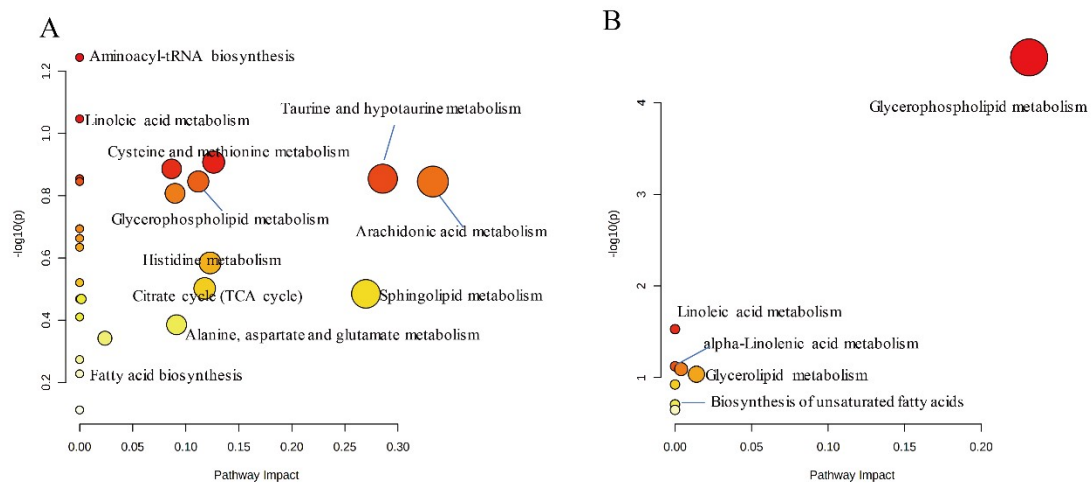 A
Aminoacyl-tRNA biosynthesis
Linoleic acid metabolism
Taurine and hypotaurine metabolism
Cysteine and methionine metabolism
Glycerophospholipid metabolism
Arachidonic acid metabolism
Histidine metabolism
Citrate cycle (TCA cycle)
Sphingolipid metabolism
Alanine, aspartate and glutamate metabolism
Fatty acid biosynthesis
-log10(p)
1.2
1.0
0.8
0.6
0.4
0.2
0.00 0.05 0.10 0.15 0.20 0.25 0.30
Pathway Impact
B
Glycerophospholipid metabolism
Linoleic acid metabolism
alpha-Linolenic acid metabolism
Glycerolipid metabolism
Biosynthesis of unsaturated fatty acids
-log10(p)
4
3
2
1
0.00 0.05 0.10 0.15 0.20
Pathway Impact